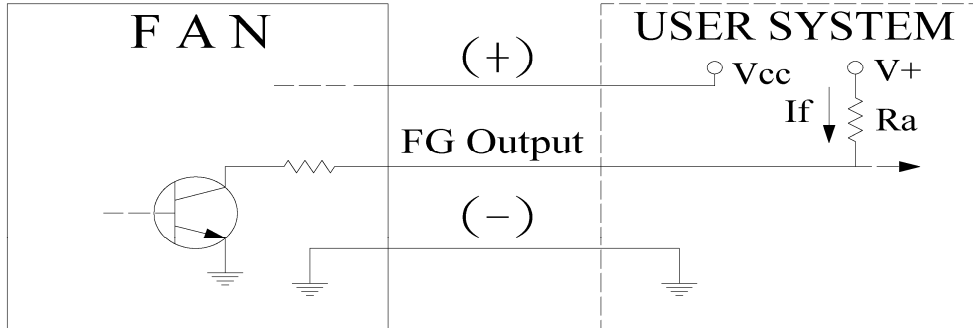 F A N
USER SYSTEM
(+)
Vcc
V+
If
Ra
FG Output
(−)